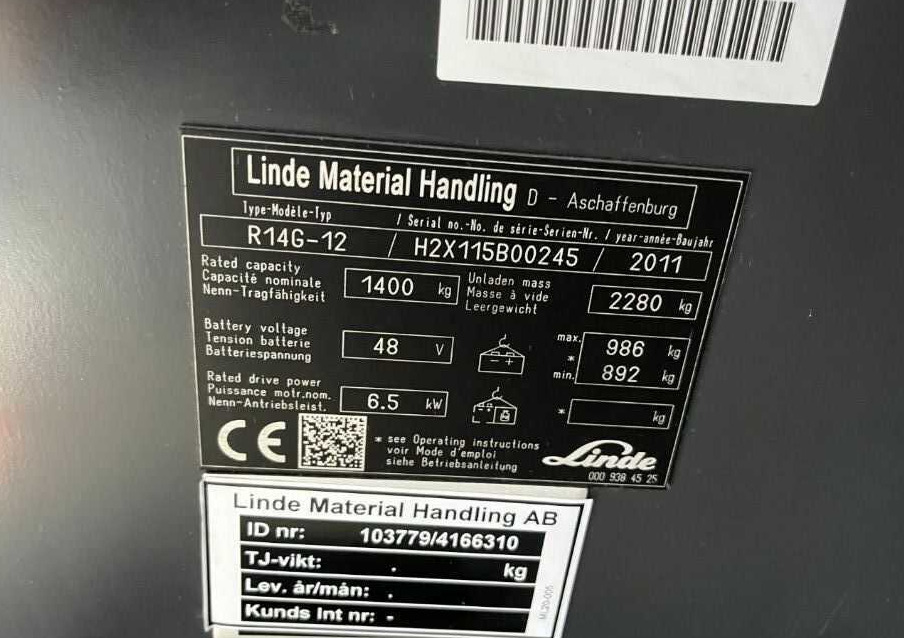 Linde Material Handling D - Aschaffenburg
Type-Modèle-Typ / Serial no.-No. de série-Serien-Nr. / year-année-Baujahr
R14G-12 / H2X115B00245 / 2011
Rated capacity
Capacité nominale
Nenn-Tragfähigkeit
1400 kg
Unladen mass
Masse à vide
Leergewicht
2280 kg
Battery voltage
Tension batterie
Batteriespannung
48 V
max. 986 kg
*
min. 892 kg
Rated drive power
Puissance motr.nom.
Nenn-Antriebsleist.
6.5 kW
* kg
CE
* see Operating instructions
voir Mode d'emploi
siehe Betriebsanleitung
Linde
000 938 45 25
Linde Material Handling AB
ID nr: 103779/4166310
TJ-vikt: . kg
Lev. år/mån: .
Kunds Int nr: -
ML20-005